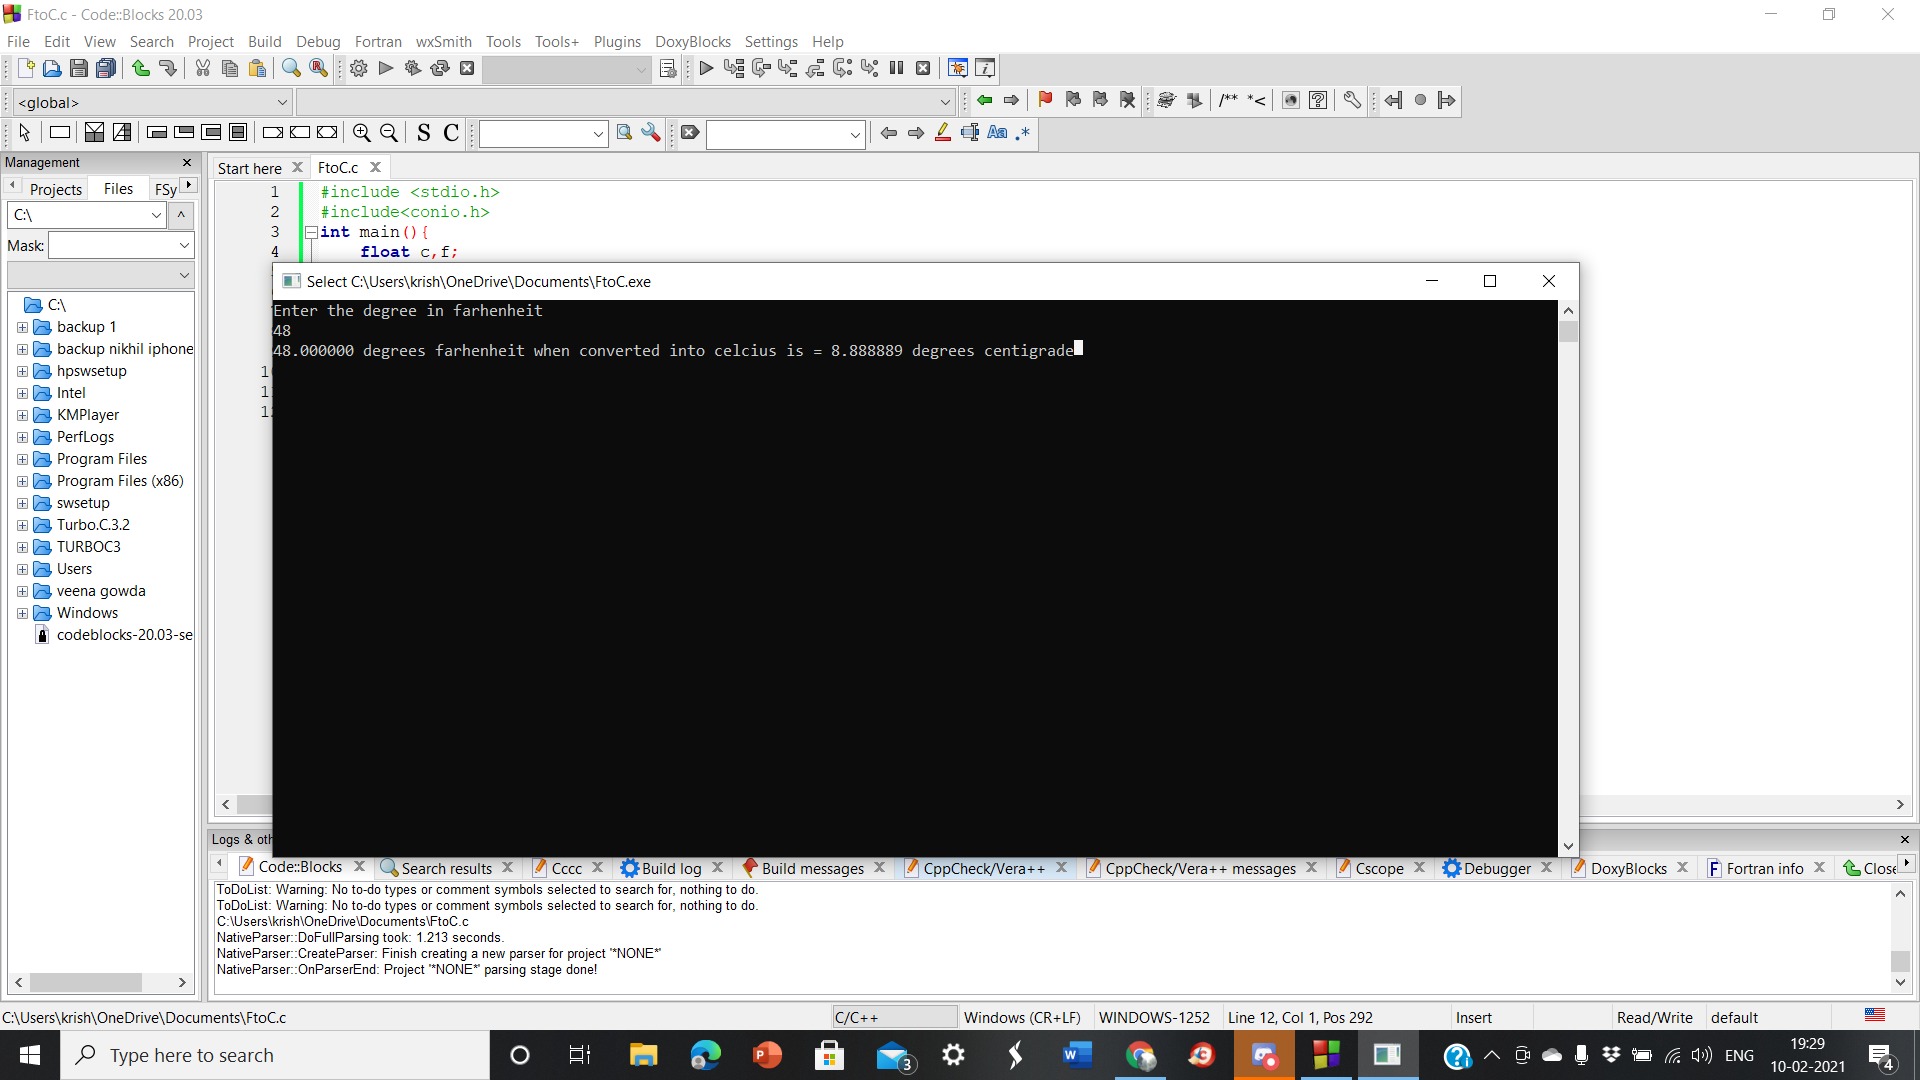 FtoC.c - Code::Blocks 20.03
File Edit View Search Project Build Debug Fortran wxSmith Tools Tools+ Plugins DoxyBlocks Settings Help
<global>
/** *<
S C
Aa .*
Management
Projects Files FSy
C:\
Mask:
C:\
backup 1
backup nikhil iphone
hpswsetup
Intel
KMPlayer
PerfLogs
Program Files
Program Files (x86)
swsetup
Turbo.C.3.2
TURBOC3
Users
veena gowda
Windows
codeblocks-20.03-se
Start here FtoC.c
1 #include <stdio.h>
2 #include<conio.h>
3 int main(){
4 float c,f;
Select C:\Users\krish\OneDrive\Documents\FtoC.exe
Enter the degree in farhenheit
48
48.000000 degrees farhenheit when converted into celcius is = 8.888889 degrees centigrade
Logs & oth
Code::Blocks Search results Cccc Build log Build messages CppCheck/Vera++ CppCheck/Vera++ messages Cscope Debugger DoxyBlocks Fortran info Close
ToDoList: Warning: No to-do types or comment symbols selected to search for, nothing to do.
ToDoList: Warning: No to-do types or comment symbols selected to search for, nothing to do.
C:\Users\krish\OneDrive\Documents\FtoC.c
NativeParser::DoFullParsing took: 1.213 seconds.
NativeParser::CreateParser: Finish creating a new parser for project '*NONE*'
NativeParser::OnParserEnd: Project '*NONE*' parsing stage done!
C:\Users\krish\OneDrive\Documents\FtoC.c C/C++ Windows (CR+LF) WINDOWS-1252 Line 12, Col 1, Pos 292 Insert Read/Write default
Type here to search
3
ENG
19:29
10-02-2021
4